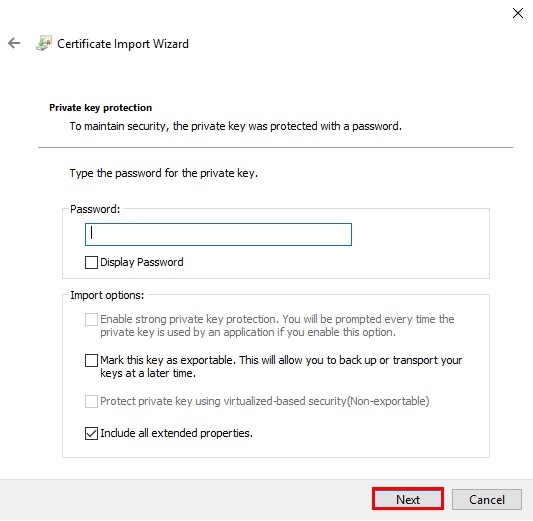 Certificate Import Wizard
Private key protection
To maintain security, the private key was protected with a password.
Type the password for the private key.
Password:
Display Password
Import options:
Enable strong private key protection. You will be prompted every time the
private key is used by an application if you enable this option.
Mark this key as exportable. This will allow you to back up or transport your
keys at a later time.
Protect private key using virtualized-based security(Non-exportable)
Include all extended properties.
Next
Cancel